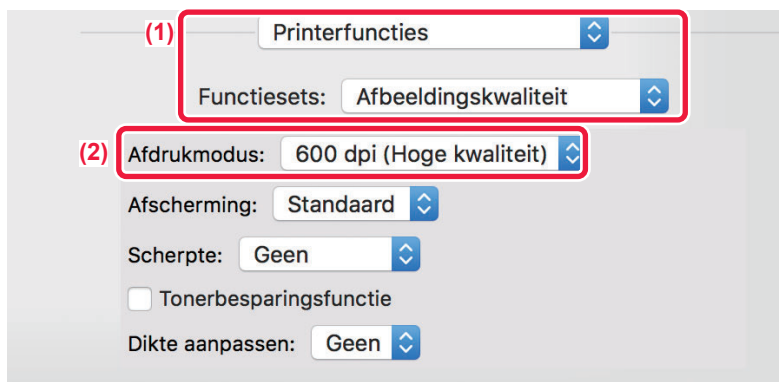 (1) Printerfuncties
Functiesets: Afbeeldingskwaliteit
(2) Afdrukmodus: 600 dpi (Hoge kwaliteit)
Afscherming: Standaard
Scherpte: Geen
Tonerbesparingsfunctie
Dikte aanpassen: Geen